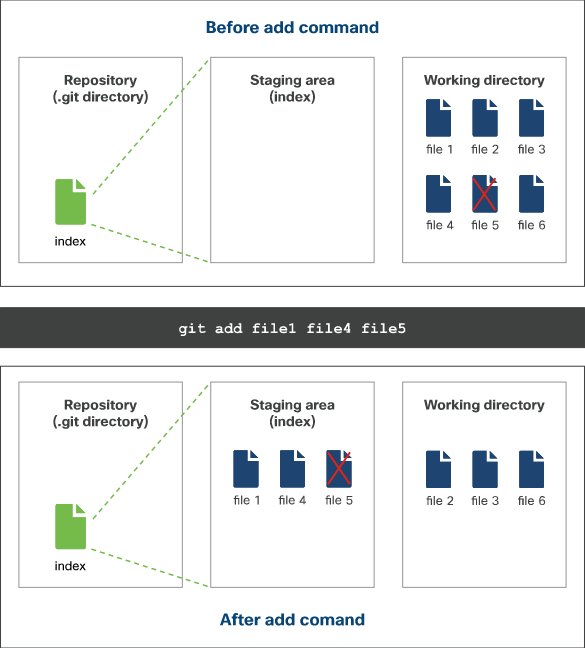 Before add command
Repository
(.git directory)
index
Staging area
(index)
Working directory
file 1 file 2 file 3
file 4 file 5 file 6
git add file1 file4 file5
Repository
(.git directory)
index
Staging area
(index)
file 1 file 4 file 5
Working directory
file 2 file 3 file 6
After add comand